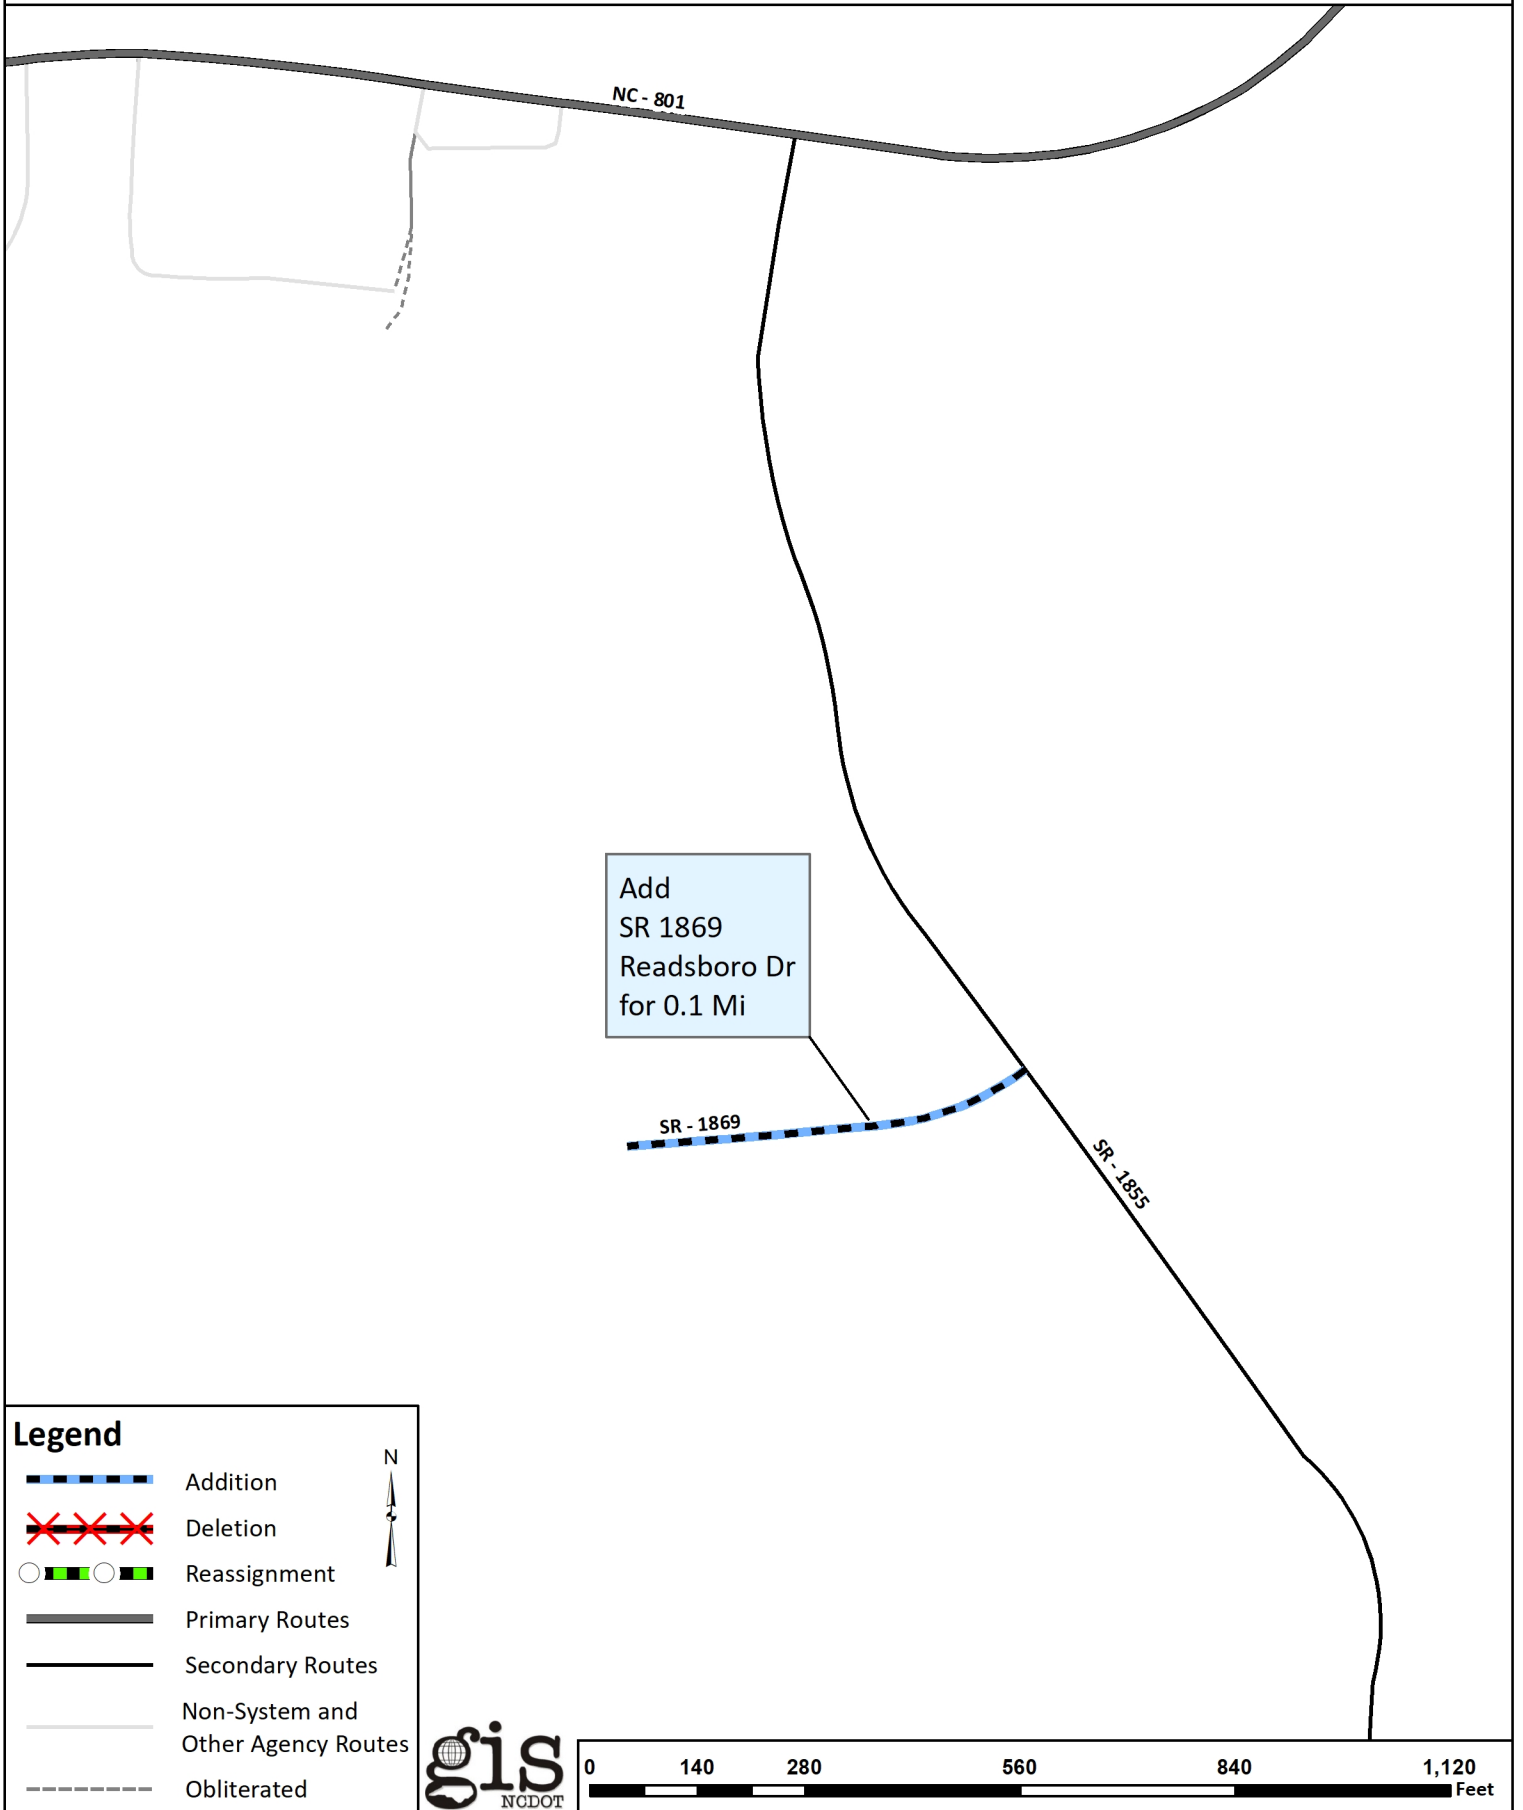 NC - 801
Add
SR 1869
Readsboro Dr
for 0.1 Mi
SR - 1869
SR - 1855
Legend
N
Addition
Deletion
Reassignment
Primary Routes
Secondary Routes
Non-System and
Other Agency Routes
Obliterated
gis
NCDOT
0 140 280 560 840 1,120
Feet